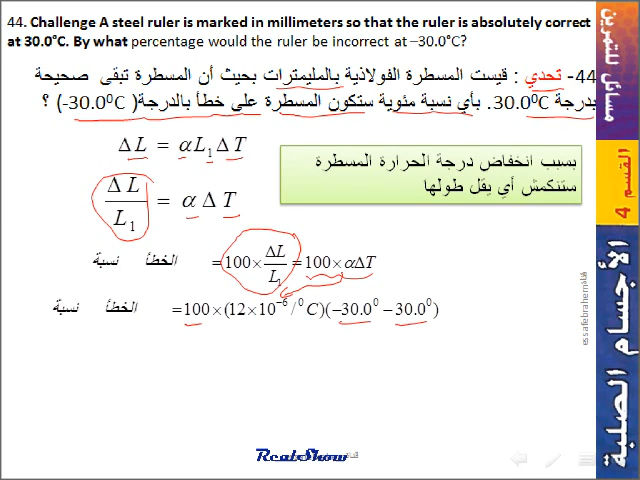 44. Challenge A steel ruler is marked in millimeters so that the ruler is absolutely correct
at 30.0°C. By what percentage would the ruler be incorrect at –30.0°C?
44- تحدي : قيست المسطرة الفولاذية بالمليمترات بحيث أن المسطرة تبقى صحيحة
بدرجة 30.0⁰C. بأي نسبة مئوية ستكون المسطرة على خطأ بالدرجة( -30.0⁰C) ؟
ΔL = αL₁ΔT
بسبب انخفاض درجة الحرارة المسطرة
ستنكمش أي يقل طولها
ΔL / L₁ = α ΔT
نسبة الخطأ = 100 × ΔL / L₁ = 100 × αΔT
نسبة الخطأ = 100 × (12 × 10⁻⁶ / ⁰C)(−30.0⁰ − 30.0⁰)
مسائل للتمرين
القسم 4
الأجسام الصلبة
essafebrahem
قناة
RealShow